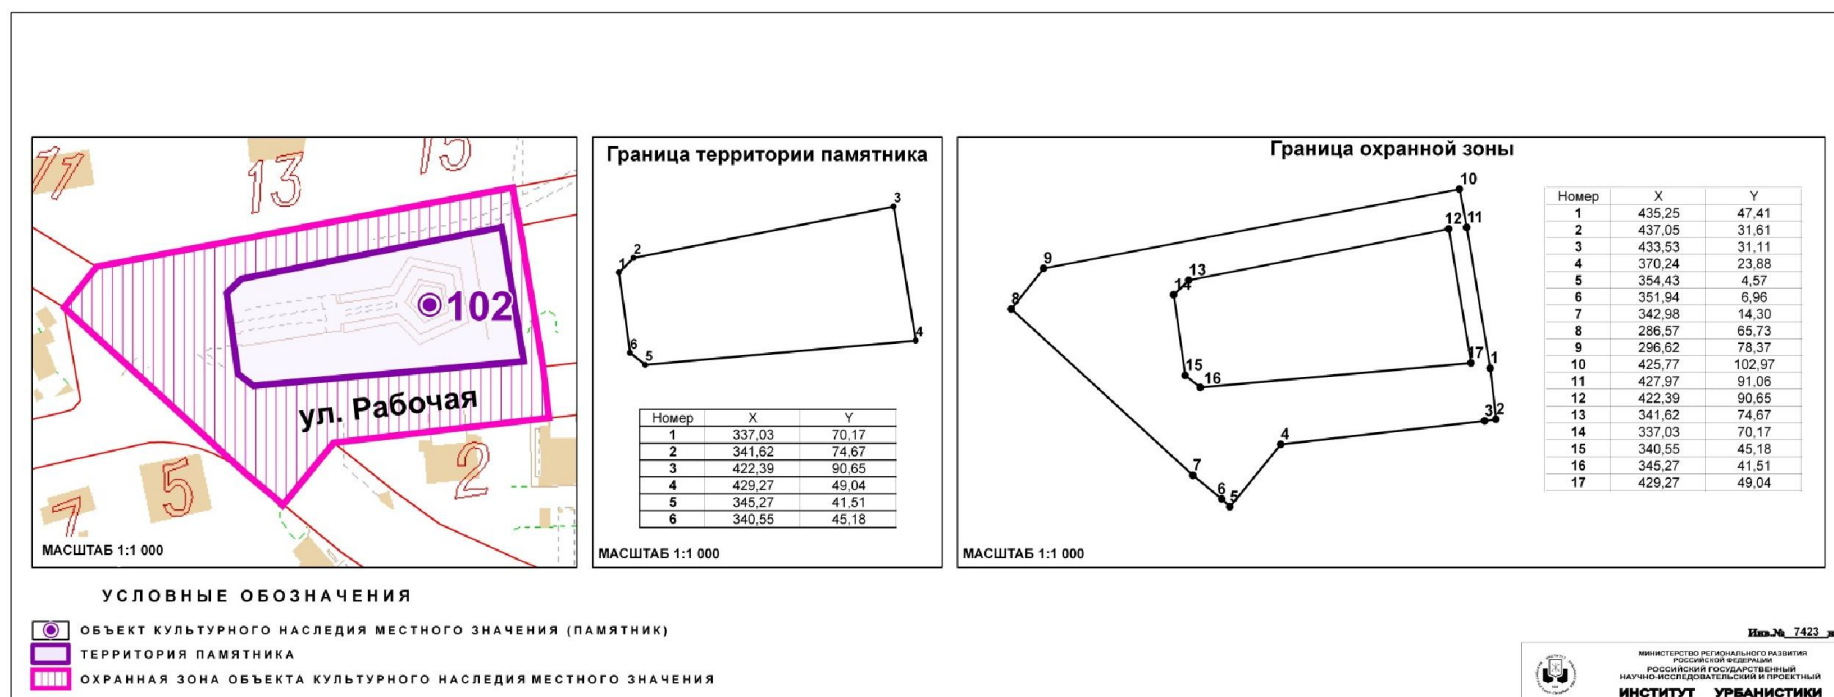 11
13
15
102
ул. Рабочая
5
7
2
МАСШТАБ 1:1 000
Граница территории памятника
1
2
3
4
5
6
Номер X Y
1 337,03 70,17
2 341,62 74,67
3 422,39 90,65
4 429,27 49,04
5 345,27 41,51
6 340,55 45,18
МАСШТАБ 1:1 000
Граница охранной зоны
10
12 11
9
13
14
8
17 1
15
16
3 2
4
7
6 5
Номер X Y
1 435,25 47,41
2 437,05 31,61
3 433,53 31,11
4 370,24 23,88
5 354,43 4,57
6 351,94 6,96
7 342,98 14,30
8 286,57 65,73
9 296,62 78,37
10 425,77 102,97
11 427,97 91,06
12 422,39 90,65
13 341,62 74,67
14 337,03 70,17
15 340,55 45,18
16 345,27 41,51
17 429,27 49,04
МАСШТАБ 1:1 000
УСЛОВНЫЕ ОБОЗНАЧЕНИЯ
ОБЪЕКТ КУЛЬТУРНОГО НАСЛЕДИЯ МЕСТНОГО ЗНАЧЕНИЯ (ПАМЯТНИК)
ТЕРРИТОРИЯ ПАМЯТНИКА
ОХРАННАЯ ЗОНА ОБЪЕКТА КУЛЬТУРНОГО НАСЛЕДИЯ МЕСТНОГО ЗНАЧЕНИЯ
Инв.№ 7423
МИНИСТЕРСТВО РЕГИОНАЛЬНОГО РАЗВИТИЯ
РОССИЙСКОЙ ФЕДЕРАЦИИ
РОССИЙСКИЙ ГОСУДАРСТВЕННЫЙ
НАУЧНО-ИССЛЕДОВАТЕЛЬСКИЙ И ПРОЕКТНЫЙ
ИНСТИТУТ УРБАНИСТИКИ